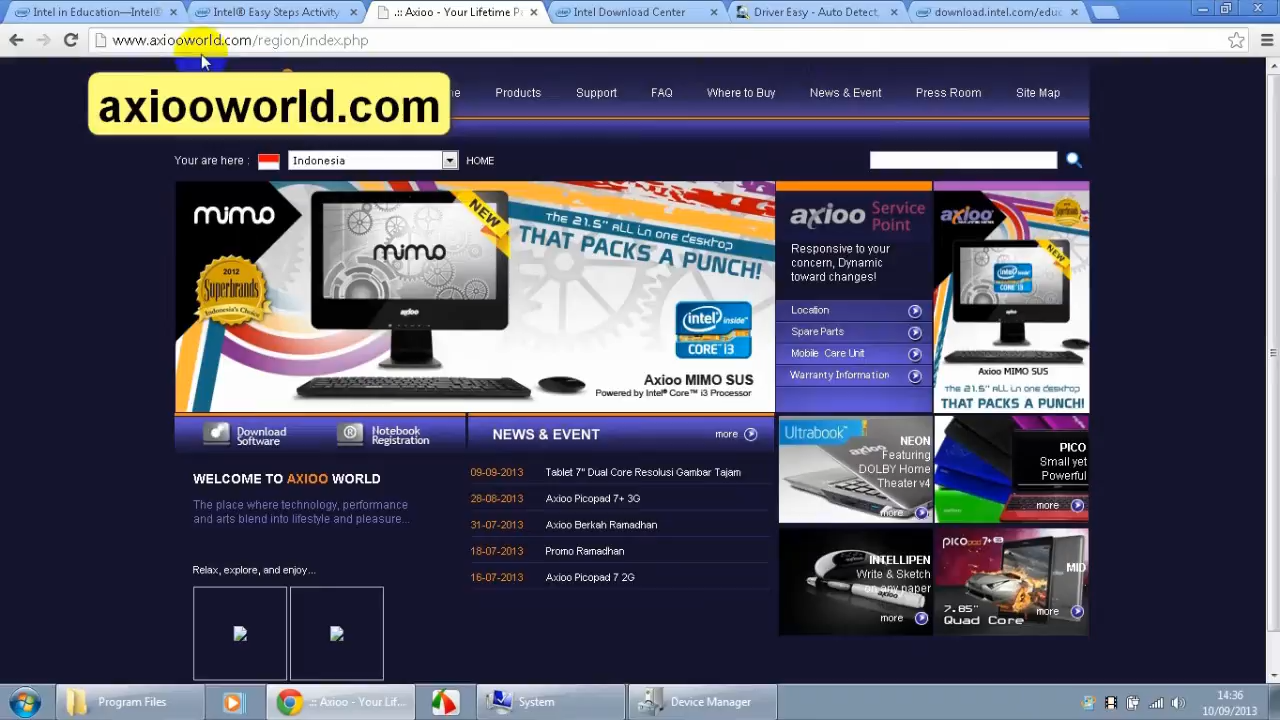 Intel in Education—Intel®
Intel® Easy Steps Activity
.:: Axioo - Your Lifetime P
Intel Download Center
Driver Easy - Auto Detect,
download.intel.com/educ
www.axiooworld.com/region/index.php
axiooworld.com
Products
Support
FAQ
Where to Buy
News & Event
Press Room
Site Map
Your are here :
Indonesia
HOME
mimo
mimo
axioo
NEW
THE 21.5" ALL IN ONE DESKTOP
THAT PACKS A PUNCH!
2012
Superbrands
Indonesia's Choice
intel inside™
CORE™ i3
Axioo MIMO SUS
Powered by Intel® Core™ i3 Processor
axioo Service
Point
Responsive to your
concern, Dynamic
toward changes!
Location
Spare Parts
Mobile Care Unit
Warranty Information
axioo
Superbrands
NEW
intel inside™
CORE™ i3
Axioo MIMO SUS
THE 21.5" ALL IN ONE DESKTOP
THAT PACKS A PUNCH!
Download
Software
Notebook
Registration
NEWS & EVENT
more
WELCOME TO AXIOO WORLD
The place where technology, performance
and arts blend into lifestyle and pleasure...
Relax, explore, and enjoy...
09-09-2013 Tablet 7" Dual Core Resolusi Gambar Tajam
28-08-2013 Axioo Picopad 7+ 3G
31-07-2013 Axioo Berkah Ramadhan
18-07-2013 Promo Ramadhan
16-07-2013 Axioo Picopad 7 2G
Ultrabook™
NEON
Featuring
DOLBY Home
Theater v4
more
PICO
Small yet
Powerful
more
INTELLIPEN
Write & Sketch
on any paper
more
PICOpad 7+
MID
7.85"
Quad Core
more
Program Files
.:: Axioo - Your Lif...
System
Device Manager
14:36
10/09/2013